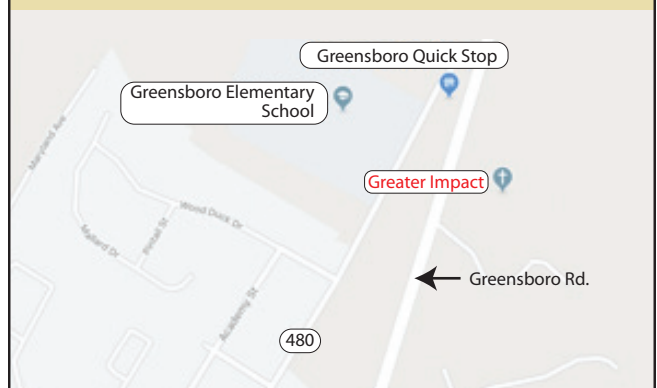 Greensboro Quick Stop
Greensboro Elementary
School
Maryland Ave
Greater Impact
Wood Duck Dr
Pintail St
Mallard Dr
Greensboro Rd.
Academy St
480